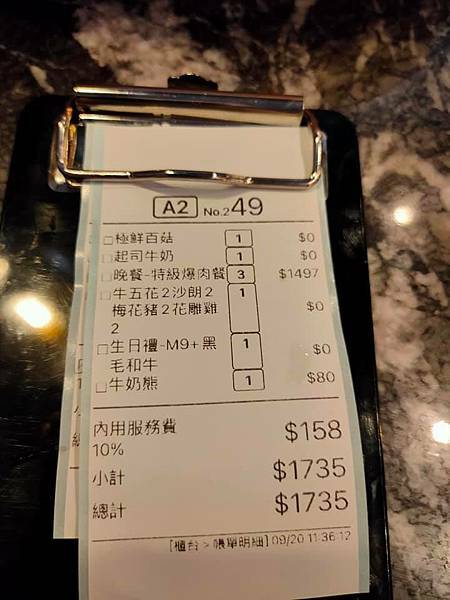 A2 No.249
□極鮮百菇 1 $0
□起司牛奶 1 $0
□晚餐-特級爆肉餐 3 $1497
□牛五花2沙朗2 1
梅花豬2花雕雞 $0
2
□生日禮-M9+黑 1 $0
毛和牛
□牛奶熊 1 $80
內用服務費 $158
10%
小計 $1735
總計 $1735
[櫃台 > 帳單明細] 09/20 11:36:12